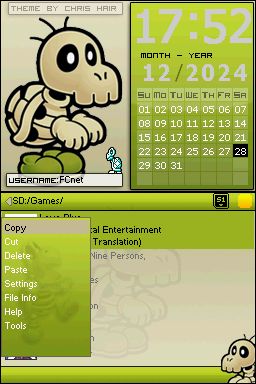 THEME BY CHRIS HAIR
17:52
MONTH - YEAR
12/2024
SU MO TU WE TH FR SA
01 02 03 04 05 06 07
08 09 10 11 12 13 14
15 16 17 18 19 20 21
22 23 24 25 26 27 28
29 30 31
USERNAME:FCnet
SD:/Games/
S1
Copy
tal Entertainment
Cut
Translation)
Delete
Nine Persons,
Paste
Settings
File Info
Help
Tools